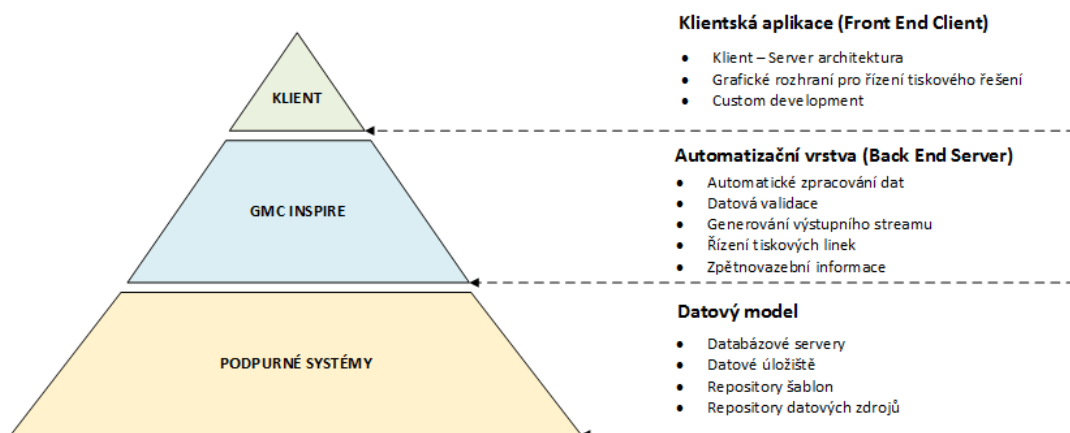 Klientská aplikace (Front End Client)
● Klient – Server architektura
● Grafické rozhraní pro řízení tiskového řešení
● Custom development
KLIENT
Automatizační vrstva (Back End Server)
● Automatické zpracování dat
● Datová validace
● Generování výstupního streamu
● Řízení tiskových linek
● Zpětnovazební informace
GMC INSPIRE
Datový model
● Databázové servery
● Datové úložiště
● Repository šablon
● Repository datových zdrojů
PODPURNÉ SYSTÉMY